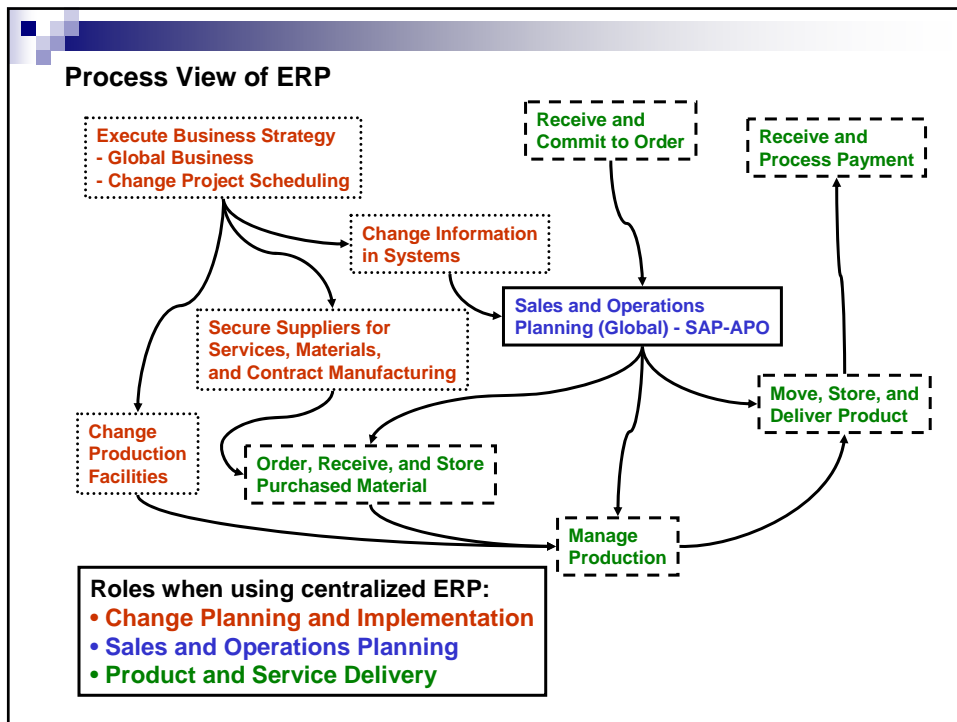 Process View of ERP
Execute Business Strategy
- Global Business
- Change Project Scheduling
Receive and
Commit to Order
Receive and
Process Payment
Change Information
in Systems
Sales and Operations
Planning (Global) - SAP-APO
Secure Suppliers for
Services, Materials,
and Contract Manufacturing
Move, Store, and
Deliver Product
Change
Production
Facilities
Order, Receive, and Store
Purchased Material
Manage
Production
Roles when using centralized ERP:
• Change Planning and Implementation
• Sales and Operations Planning
• Product and Service Delivery